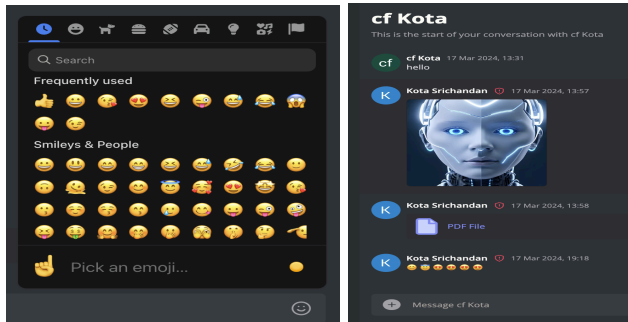 Search
Frequently used
Smileys & People
Pick an emoji...
cf Kota
This is the start of your conversation with cf Kota
cf
cf Kota 17 Mar 2024, 13:31
hello
K
Kota Srichandan 17 Mar 2024, 13:57
K
Kota Srichandan 17 Mar 2024, 13:58
PDF File
K
Kota Srichandan 17 Mar 2024, 19:18
Message cf Kota